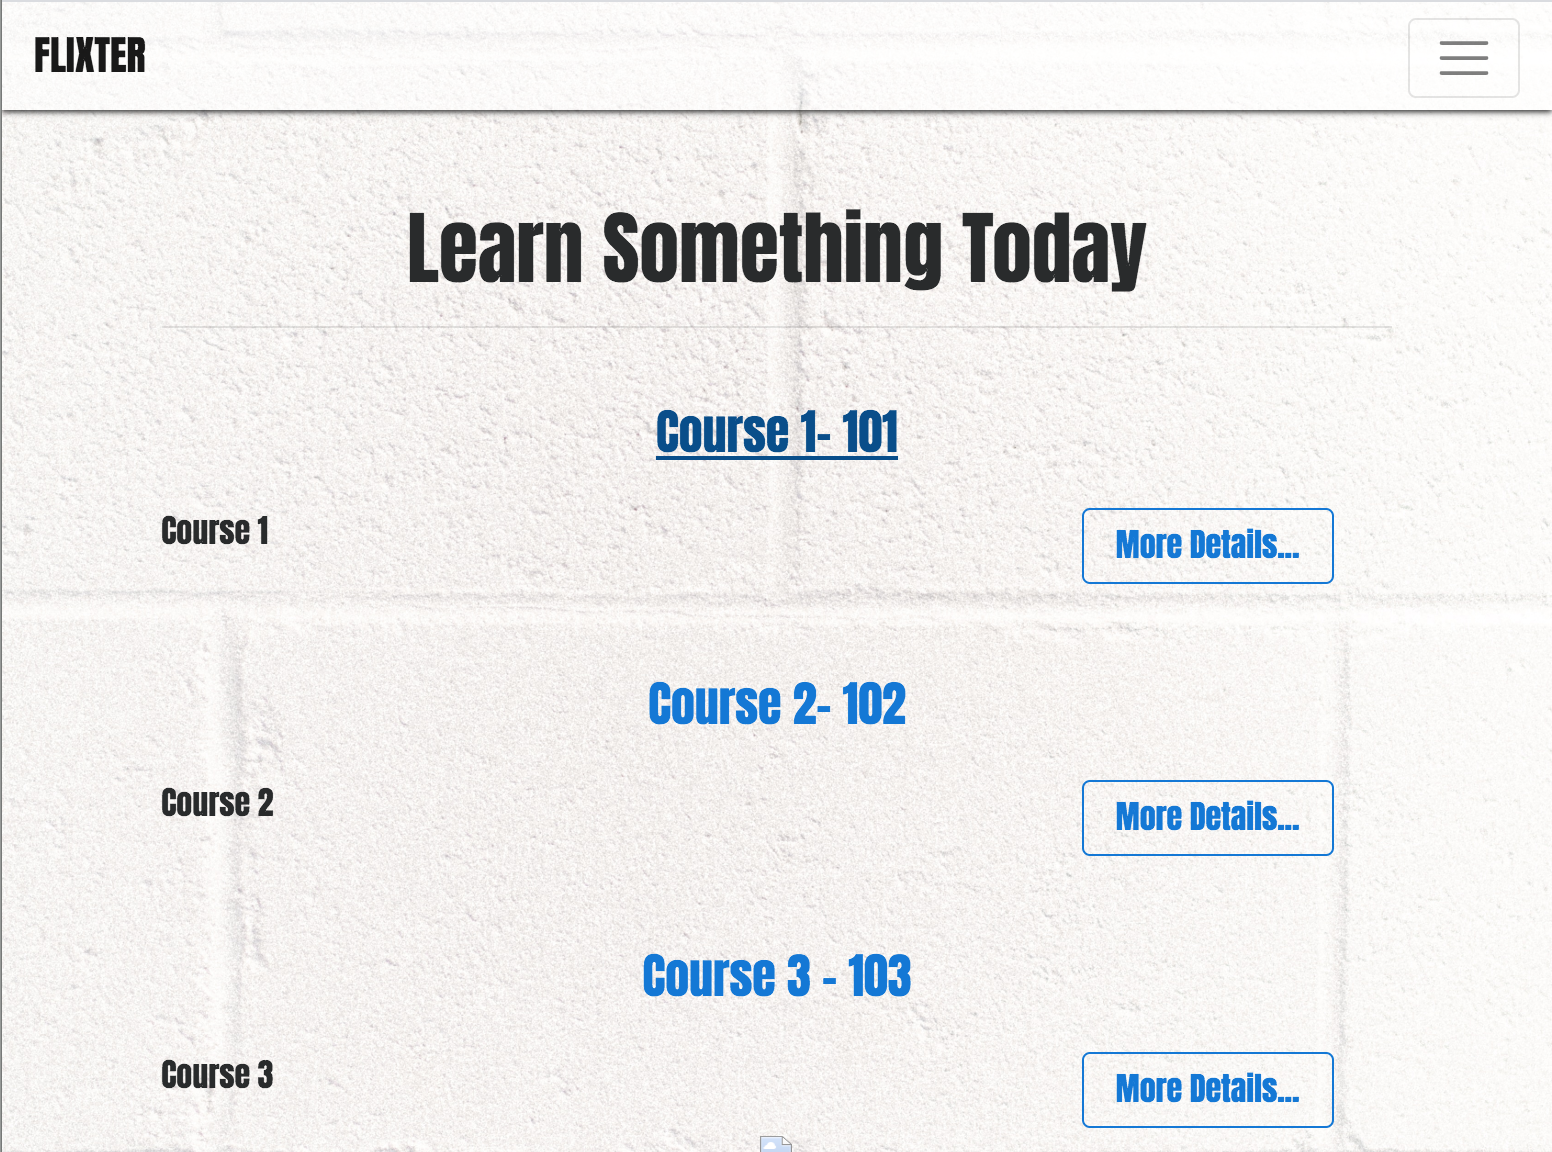 FLIXTER
Learn Something Today
Course 1- 101
Course 1
More Details...
Course 2- 102
Course 2
More Details...
Course 3 - 103
Course 3
More Details...